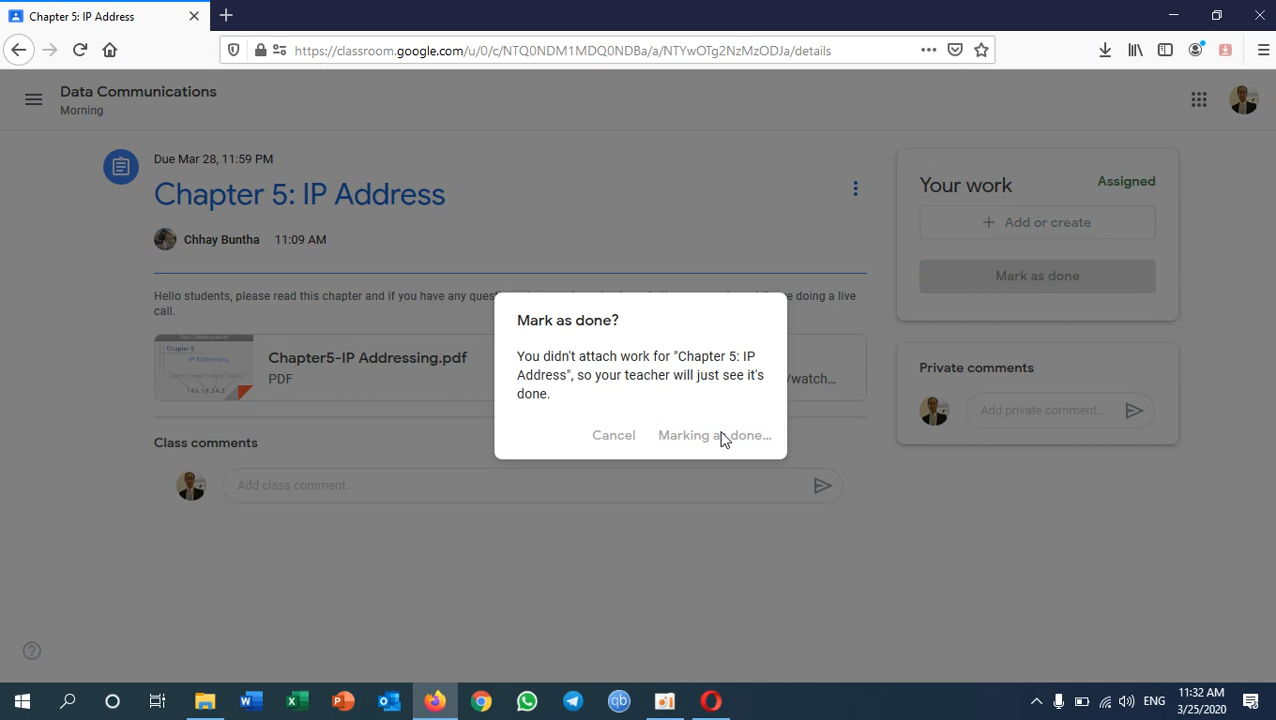 Chapter 5: IP Address
https://classroom.google.com/u/0/c/NTQ0NDM1MDQ0NDBa/a/NTYwOTg2NzMzODJa/details
Data Communications
Morning
Due Mar 28, 11:59 PM
Chapter 5: IP Address
Chhay Buntha 11:09 AM
Hello students, please read this chapter and if you have any doing a live
call.
Chapter5-IP Addressing.pdf
PDF
/watch...
Class comments
Add class comment...
Your work
Assigned
+ Add or create
Mark as done
Private comments
Add private comment...
Mark as done?
You didn't attach work for "Chapter 5: IP
Address", so your teacher will just see it's
done.
Cancel Marking as done...
Chapter 5
IP Addressing
ENG
11:32 AM
3/25/2020